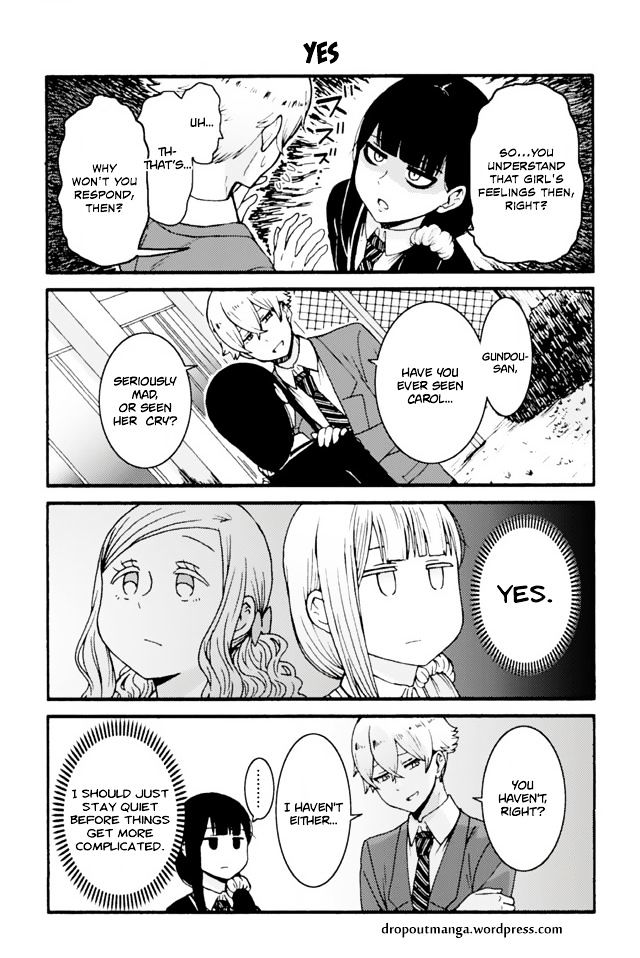 YES
SO...YOU
UNDERSTAND
THAT GIRL'S
FEELINGS THEN,
RIGHT?
UH...
TH-
THAT'S...
WHY
WON'T YOU
RESPOND,
THEN?
GUNDOU-
SAN,
HAVE YOU
EVER SEEN
CAROL...
SERIOUSLY
MAD,
OR SEEN
HER CRY?
YES.
YOU
HAVEN'T,
RIGHT?
I HAVEN'T
EITHER...
......
I SHOULD JUST
STAY QUIET
BEFORE THINGS
GET MORE
COMPLICATED.
dropoutmanga.wordpress.com